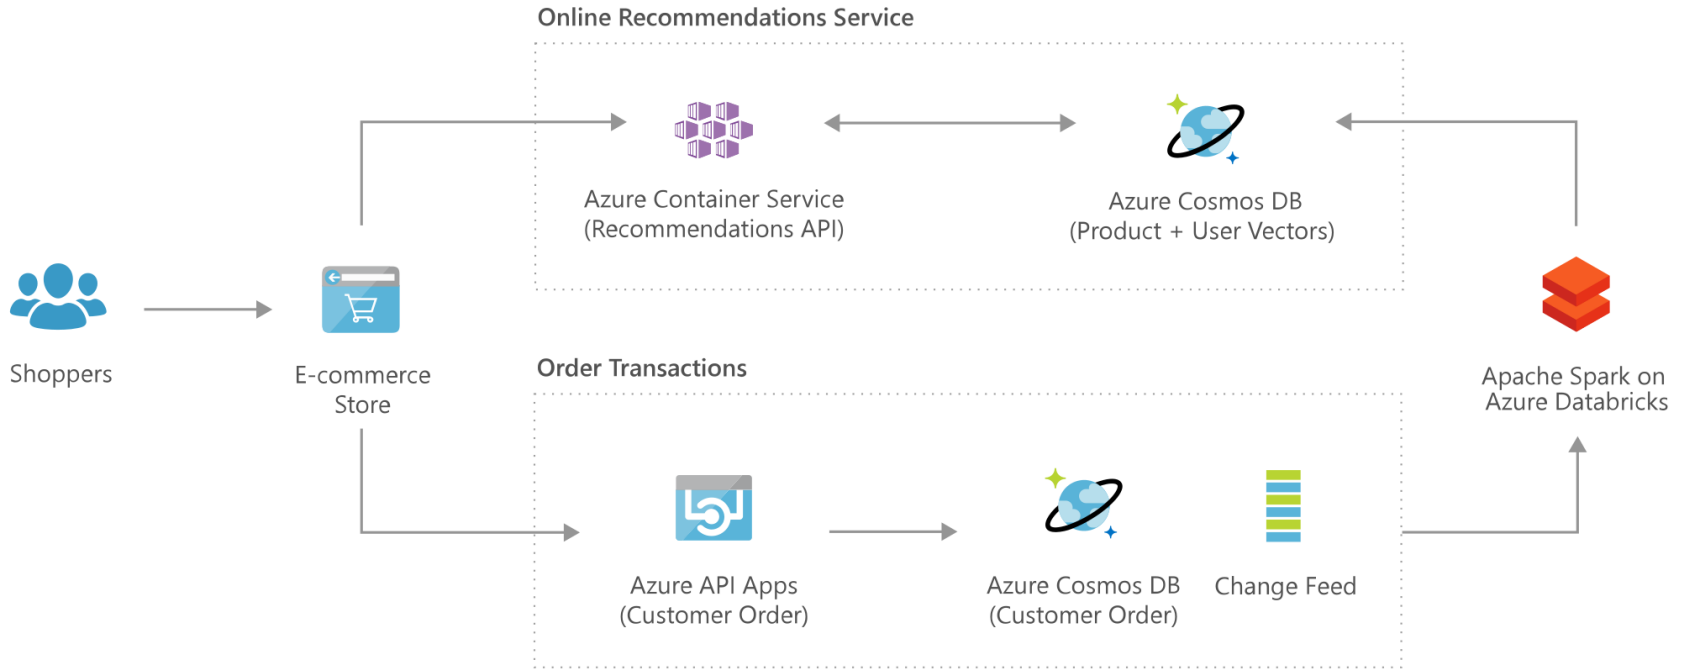 Online Recommendations Service
Azure Container Service
(Recommendations API)
Azure Cosmos DB
(Product + User Vectors)
Shoppers
E-commerce
Store
Apache Spark on
Azure Databricks
Order Transactions
Azure API Apps
(Customer Order)
Azure Cosmos DB
(Customer Order)
Change Feed